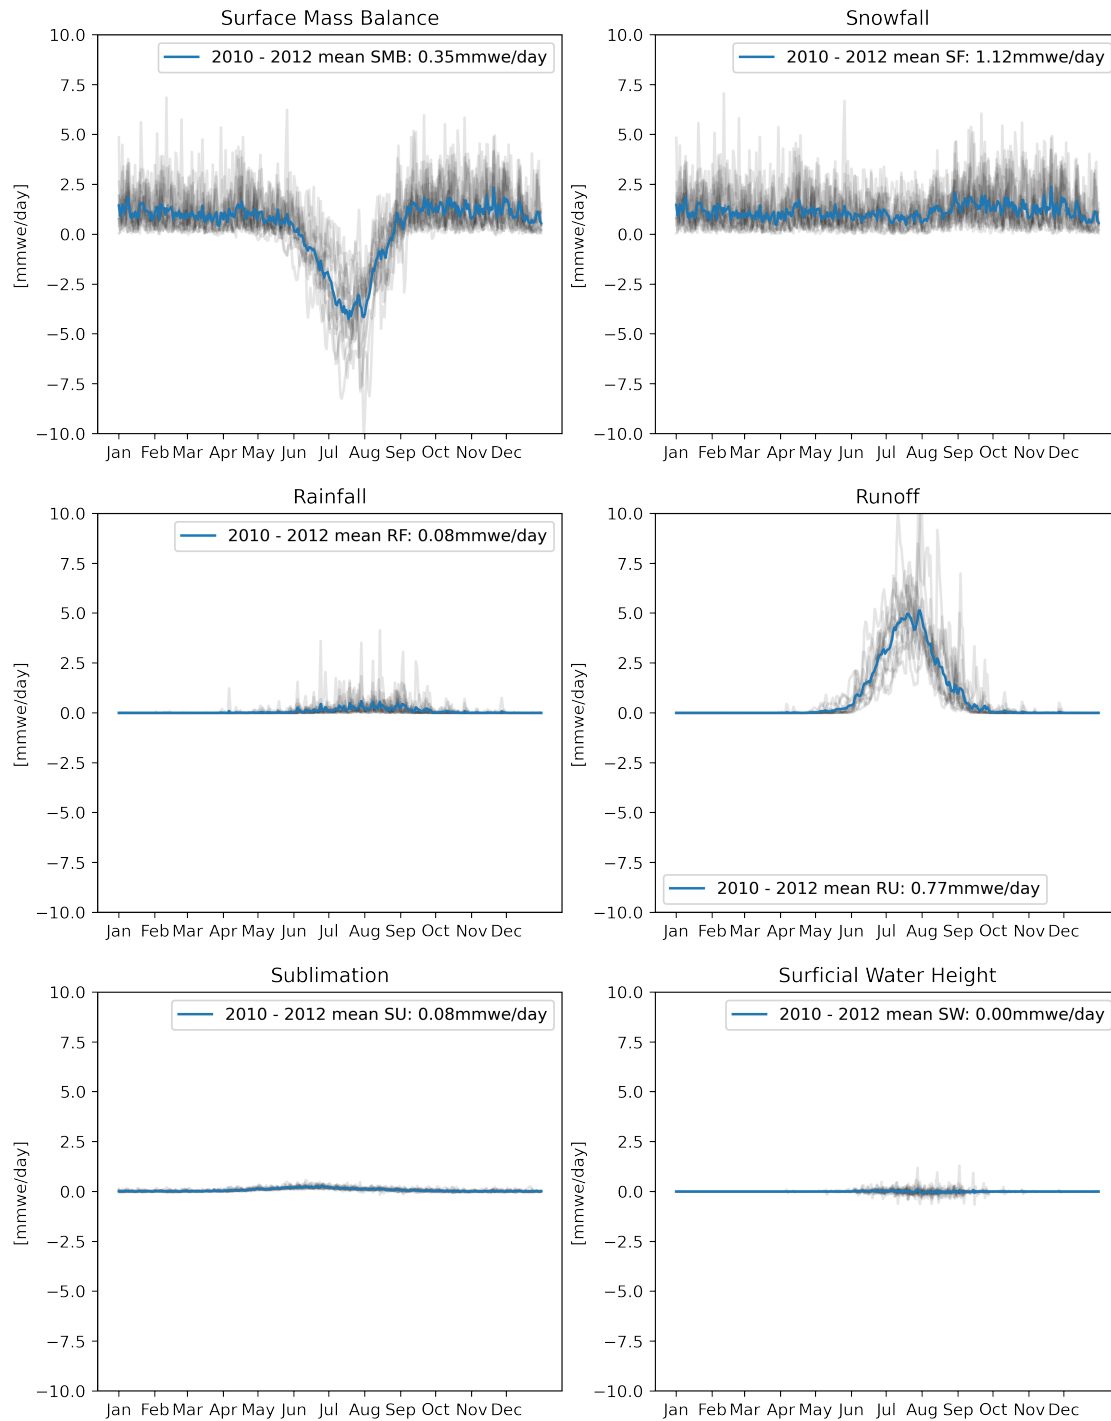 Surface Mass Balance
2010 - 2012 mean SMB: 0.35mmwe/day
10.0
7.5
5.0
2.5
0.0
−2.5
−5.0
−7.5
−10.0
[mmwe/day]
Jan Feb Mar Apr May Jun Jul Aug Sep Oct Nov Dec
Snowfall
2010 - 2012 mean SF: 1.12mmwe/day
10.0
7.5
5.0
2.5
0.0
−2.5
−5.0
−7.5
−10.0
[mmwe/day]
Jan Feb Mar Apr May Jun Jul Aug Sep Oct Nov Dec
Rainfall
2010 - 2012 mean RF: 0.08mmwe/day
10.0
7.5
5.0
2.5
0.0
−2.5
−5.0
−7.5
−10.0
[mmwe/day]
Jan Feb Mar Apr May Jun Jul Aug Sep Oct Nov Dec
Runoff
10.0
7.5
5.0
2.5
0.0
−2.5
−5.0
−7.5
−10.0
[mmwe/day]
2010 - 2012 mean RU: 0.77mmwe/day
Jan Feb Mar Apr May Jun Jul Aug Sep Oct Nov Dec
Sublimation
2010 - 2012 mean SU: 0.08mmwe/day
10.0
7.5
5.0
2.5
0.0
−2.5
−5.0
−7.5
−10.0
[mmwe/day]
Jan Feb Mar Apr May Jun Jul Aug Sep Oct Nov Dec
Surficial Water Height
2010 - 2012 mean SW: 0.00mmwe/day
10.0
7.5
5.0
2.5
0.0
−2.5
−5.0
−7.5
−10.0
[mmwe/day]
Jan Feb Mar Apr May Jun Jul Aug Sep Oct Nov Dec